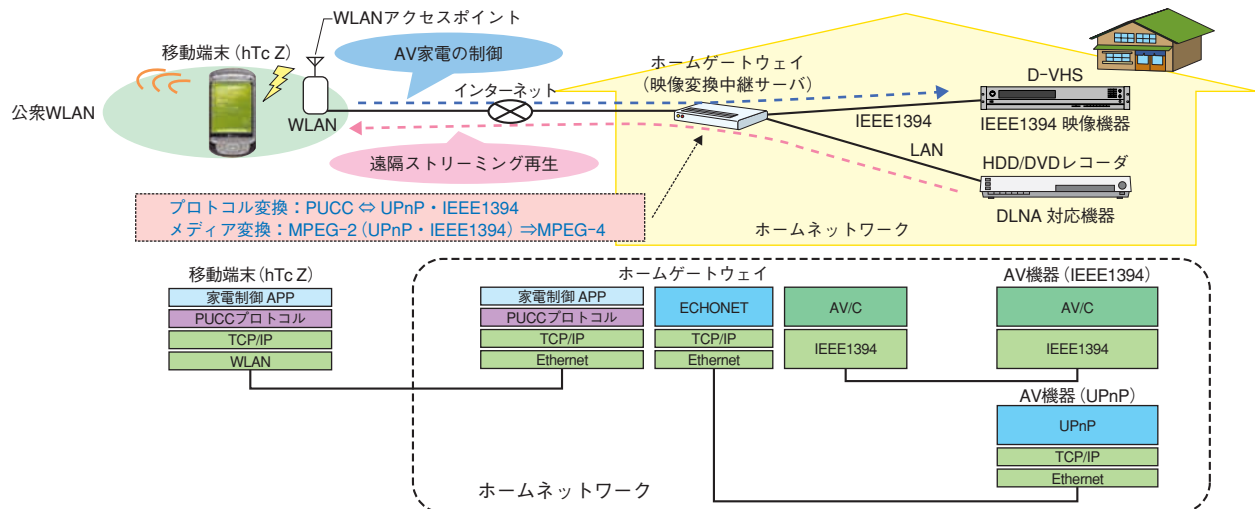 WLANアクセスポイント
移動端末(hTc Z)
AV家電の制御
ホームゲートウェイ
(映像変換中継サーバ)
D-VHS
公衆WLAN
WLAN
インターネット
IEEE1394
IEEE1394 映像機器
遠隔ストリーミング再生
LAN
HDD/DVDレコーダ
DLNA 対応機器
プロトコル変換：PUCC ⇔ UPnP・IEEE1394
メディア変換：MPEG-2 (UPnP・IEEE1394) ⇒MPEG-4
ホームネットワーク
移動端末(hTc Z)
家電制御 APP
PUCCプロトコル
TCP/IP
WLAN
ホームゲートウェイ
家電制御 APP
PUCCプロトコル
TCP/IP
Ethernet
ECHONET
TCP/IP
Ethernet
AV/C
IEEE1394
AV機器(IEEE1394)
AV/C
IEEE1394
AV機器(UPnP)
UPnP
TCP/IP
Ethernet
ホームネットワーク